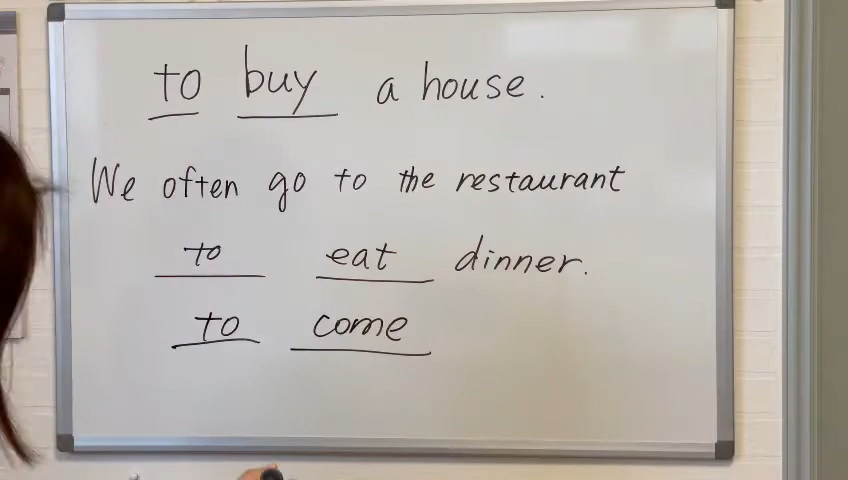 to buy a house.
We often go to the restaurant
to eat dinner.
to come